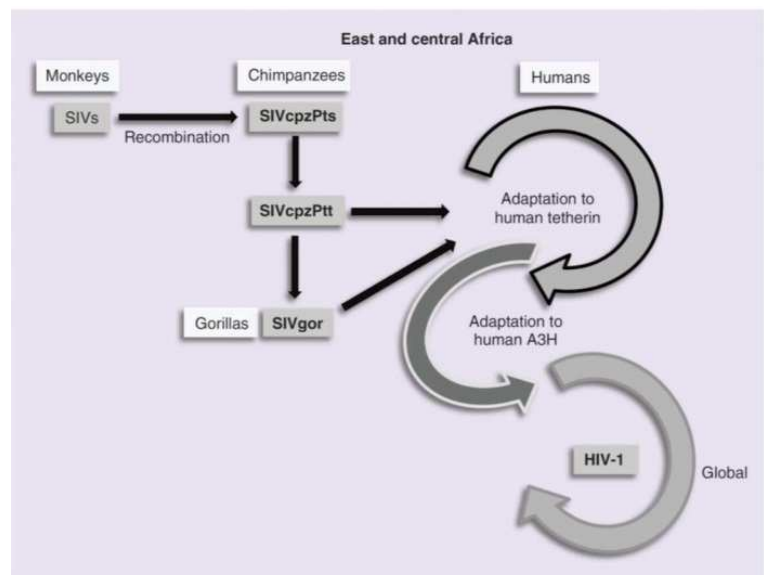 East and central Africa
Monkeys
Chimpanzees
Humans
SIVs
Recombination
SIVcpzPts
SIVcpzPtt
Adaptation to
human tetherin
Gorillas
SIVgor
Adaptation to
human A3H
HIV-1
Global